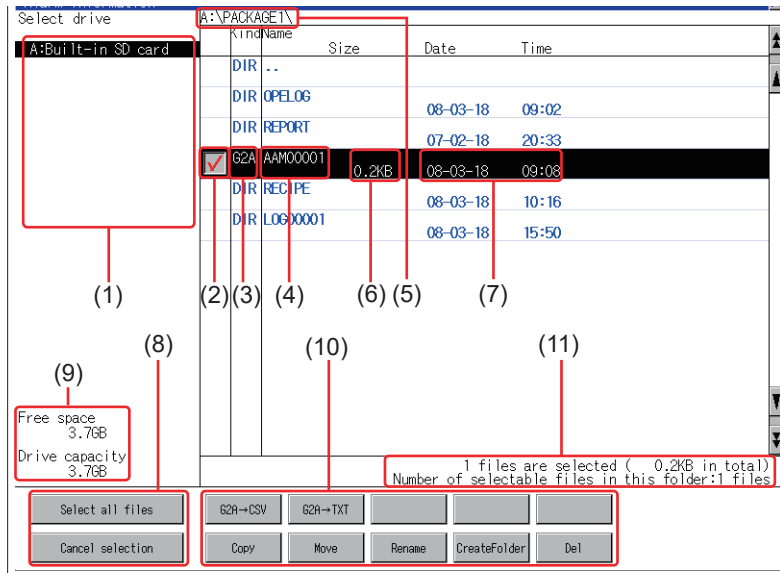 Select drive
A:\PACKAGE1\
Kind Name Size Date Time
A:Built-in SD card
DIR ..
DIR OPELOG 08-03-18 09:02
DIR REPORT 07-02-18 20:33
G2A AAM00001 0.2KB 08-03-18 09:08
DIR RECIPE 08-03-18 10:16
DIR LOG00001 08-03-18 15:50
(1) (2) (3) (4) (6) (5) (7)
(8) (10) (11)
(9)
Free space
3.7GB
Drive capacity
3.7GB
1 files are selected ( 0.2KB in total)
Number of selectable files in this folder:1 files
Select all files G2A→CSV G2A→TXT
Cancel selection Copy Move Rename CreateFolder Del